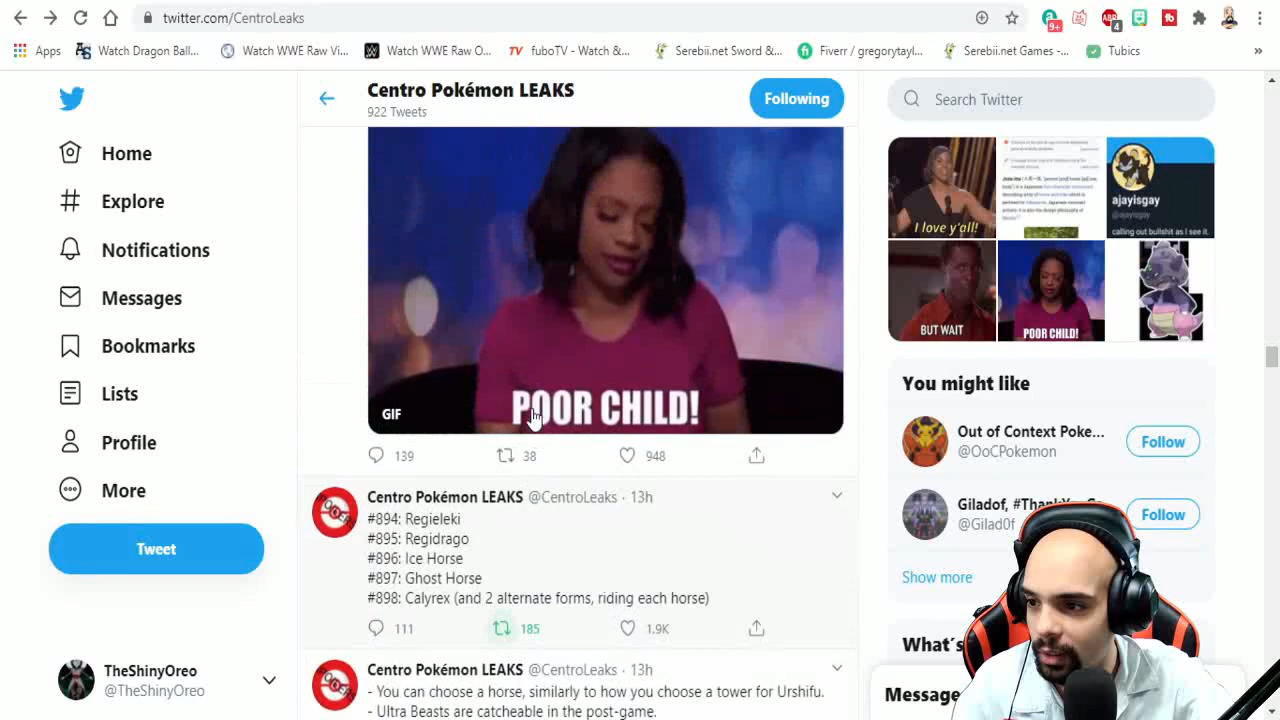 twitter.com/CentroLeaks
9+
4
Apps
Watch Dragon Ball...
Watch WWE Raw Vi...
Watch WWE Raw O...
TV
fuboTV - Watch &...
Serebii.net Sword &...
Fiverr / gregorytayl...
Serebii.net Games -...
Tubics
»
Home
Explore
Notifications
Messages
Bookmarks
Lists
Profile
More
Tweet
TheShinyOreo
@TheShinyOreo
Centro Pokémon LEAKS
922 Tweets
Following
POOR CHILD!
GIF
139 38 948
Centro Pokémon LEAKS @CentroLeaks · 13h
#894: Regieleki
#895: Regidrago
#896: Ice Horse
#897: Ghost Horse
#898: Calyrex (and 2 alternate forms, riding each horse)
111 185 1.9K
Centro Pokémon LEAKS @CentroLeaks · 13h
- You can choose a horse, similarly to how you choose a tower for Urshifu.
- Ultra Beasts are catcheable in the post-game.
Search Twitter
I love y'all!
ajayisgay
@ajayisgay
calling out bullshit as I see it.
BUT WAIT
POOR CHILD!
You might like
Out of Context Poke...
@OoCPokemon
Follow
Giladof,
@Gilad0f
Follow
Show more
What's
Message